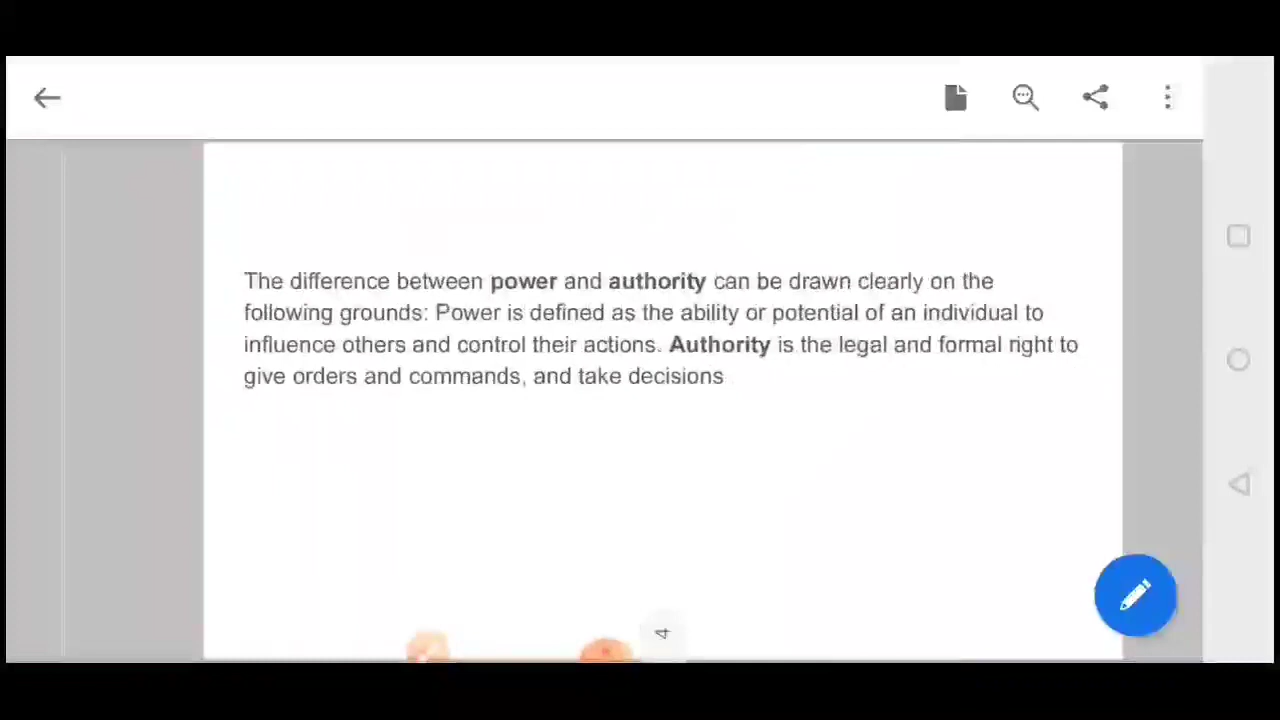 The difference between power and authority can be drawn clearly on the
following grounds: Power is defined as the ability or potential of an individual to
influence others and control their actions. Authority is the legal and formal right to
give orders and commands, and take decisions
4